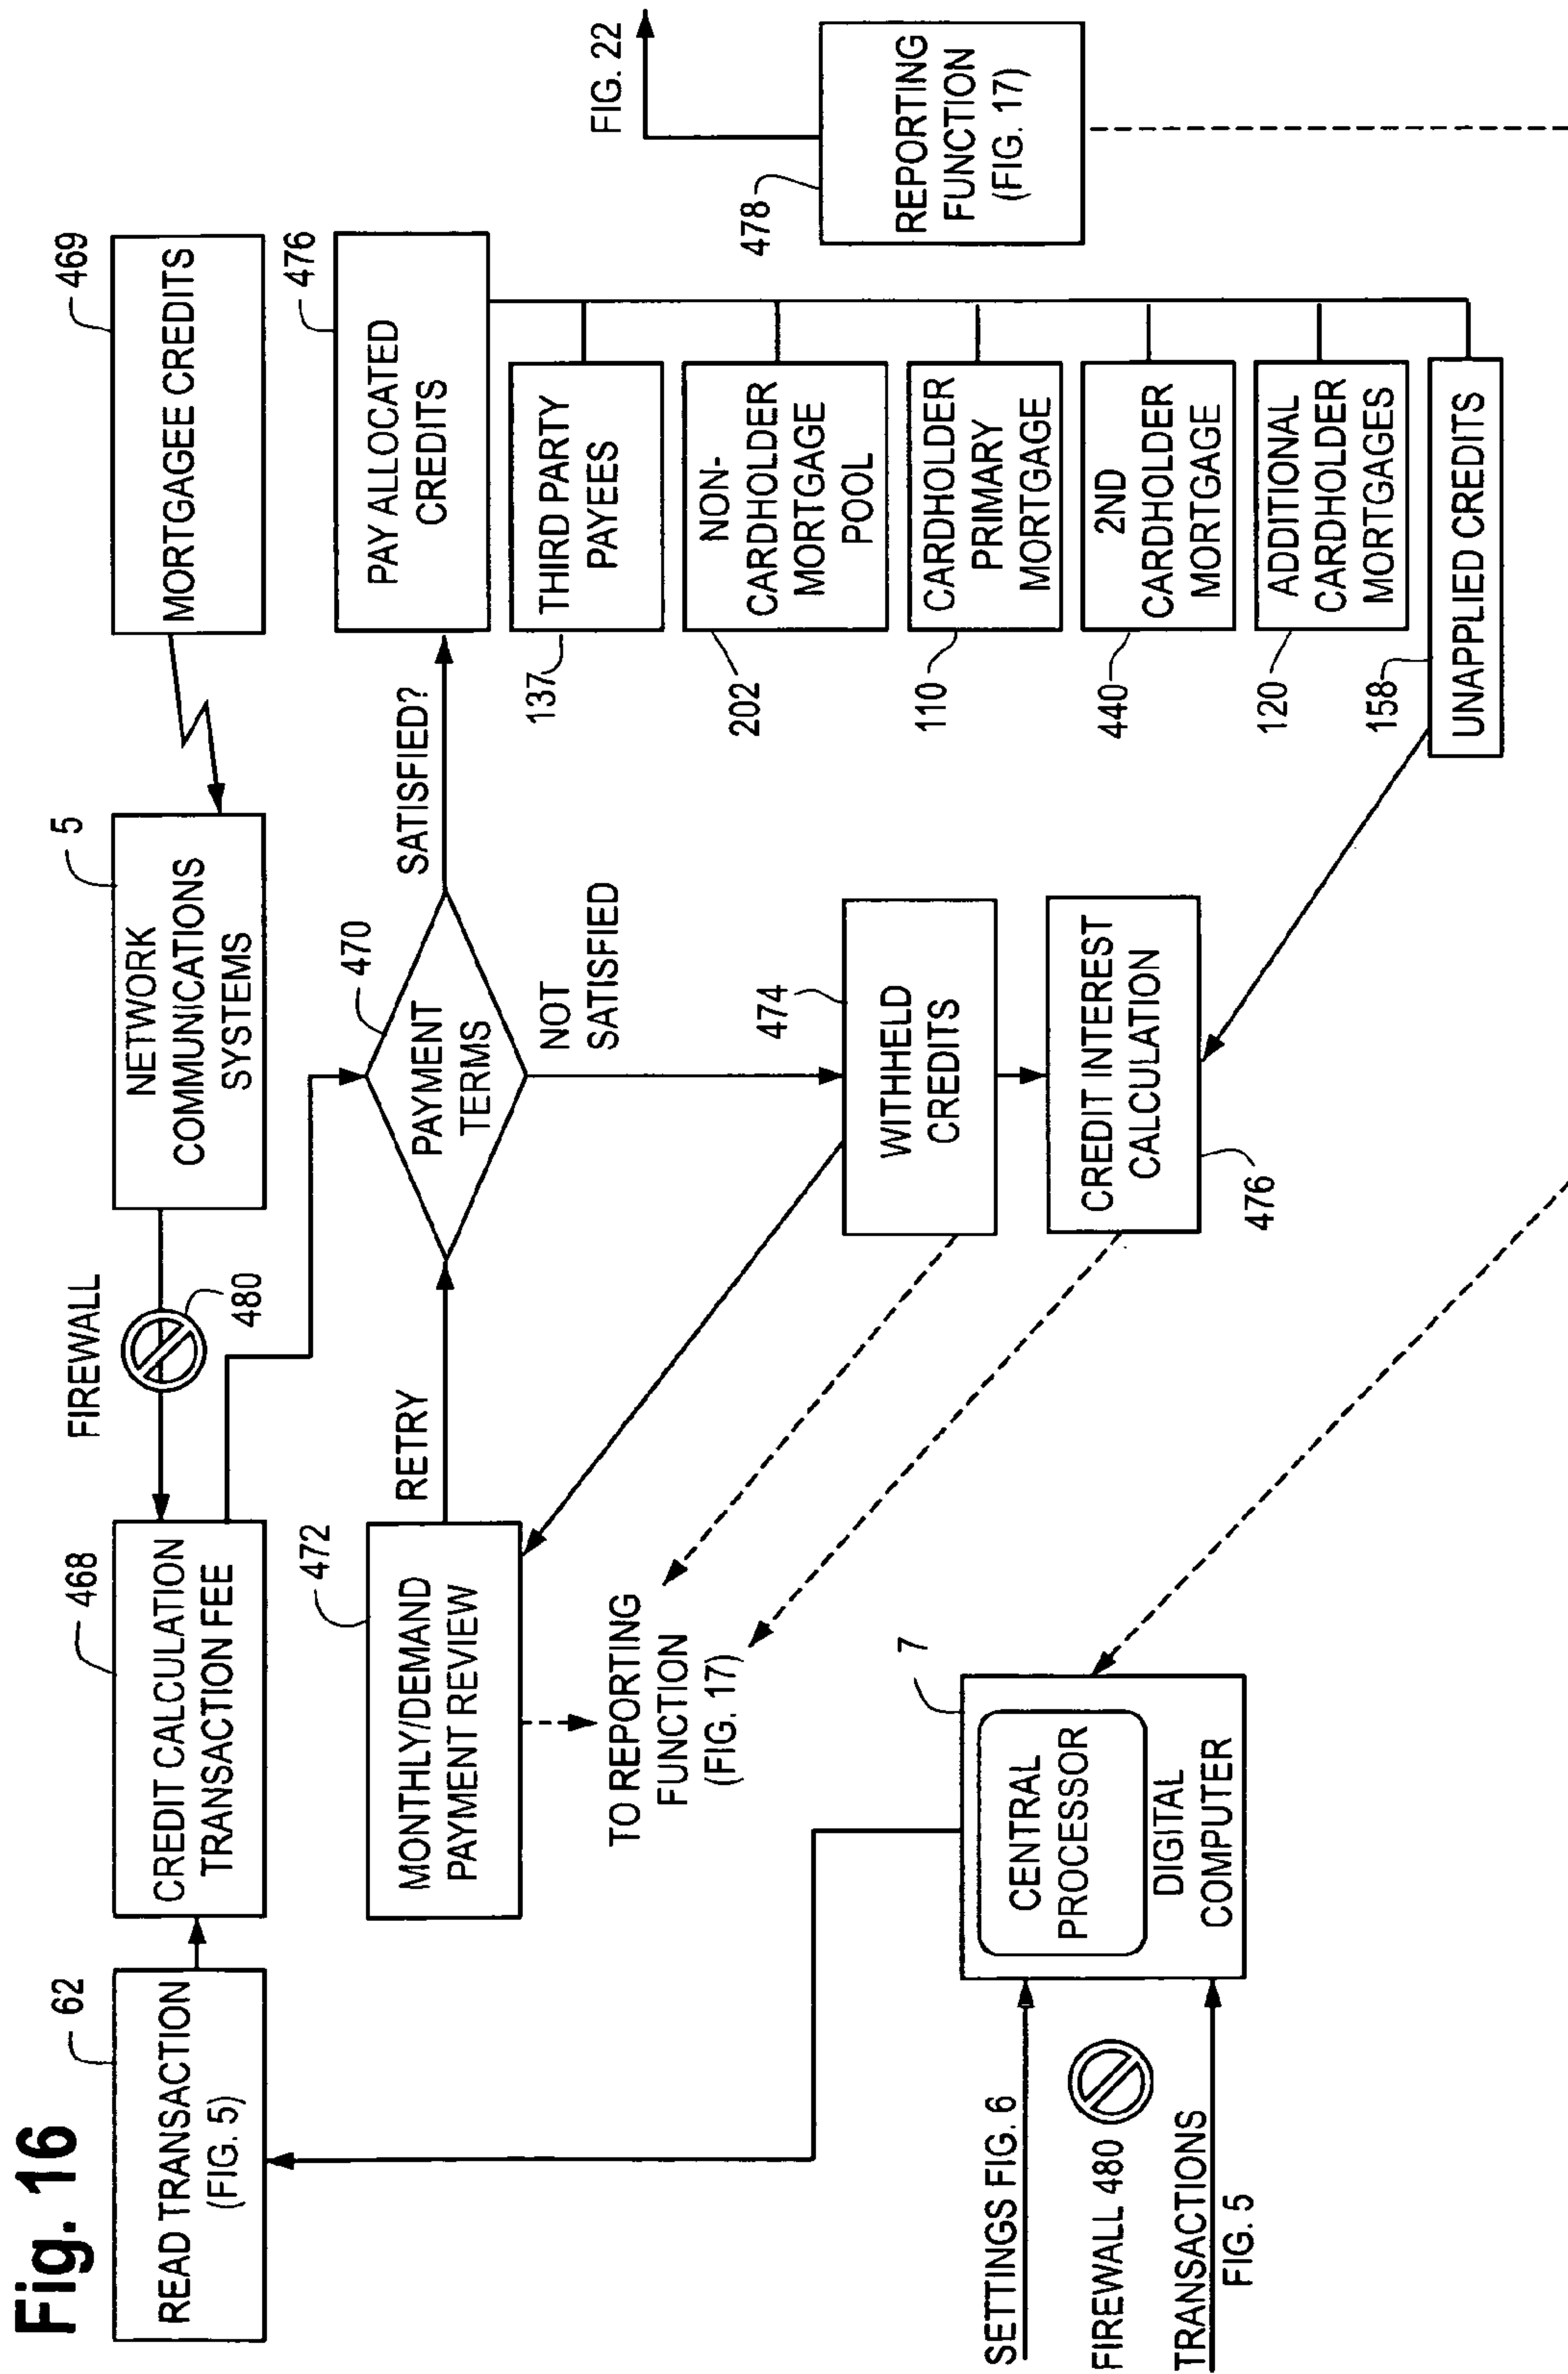 Fig. 16
62
READ TRANSACTION
(FIG. 5)
468
CREDIT CALCULATION
TRANSACTION FEE
FIREWALL
480
5
NETWORK
COMMUNICATIONS
SYSTEMS
469
MORTGAGEE CREDITS
472
MONTHLY/DEMAND
PAYMENT REVIEW
RETRY
470
PAYMENT
TERMS
SATISFIED?
NOT
SATISFIED
476
PAY ALLOCATED
CREDITS
137
THIRD PARTY
PAYEES
202
NON-
CARDHOLDER
MORTGAGE
POOL
110
CARDHOLDER
PRIMARY
MORTGAGE
440
2ND
CARDHOLDER
MORTGAGE
120
ADDITIONAL
CARDHOLDER
MORTGAGES
158
UNAPPLIED CREDITS
FIG. 22
478
REPORTING
FUNCTION
(FIG. 17)
TO REPORTING
FUNCTION
(FIG. 17)
474
WITHHELD
CREDITS
CREDIT INTEREST
CALCULATION
476
7
CENTRAL
PROCESSOR
DIGITAL
COMPUTER
SETTINGS FIG. 6
FIREWALL 480
TRANSACTIONS
FIG. 5